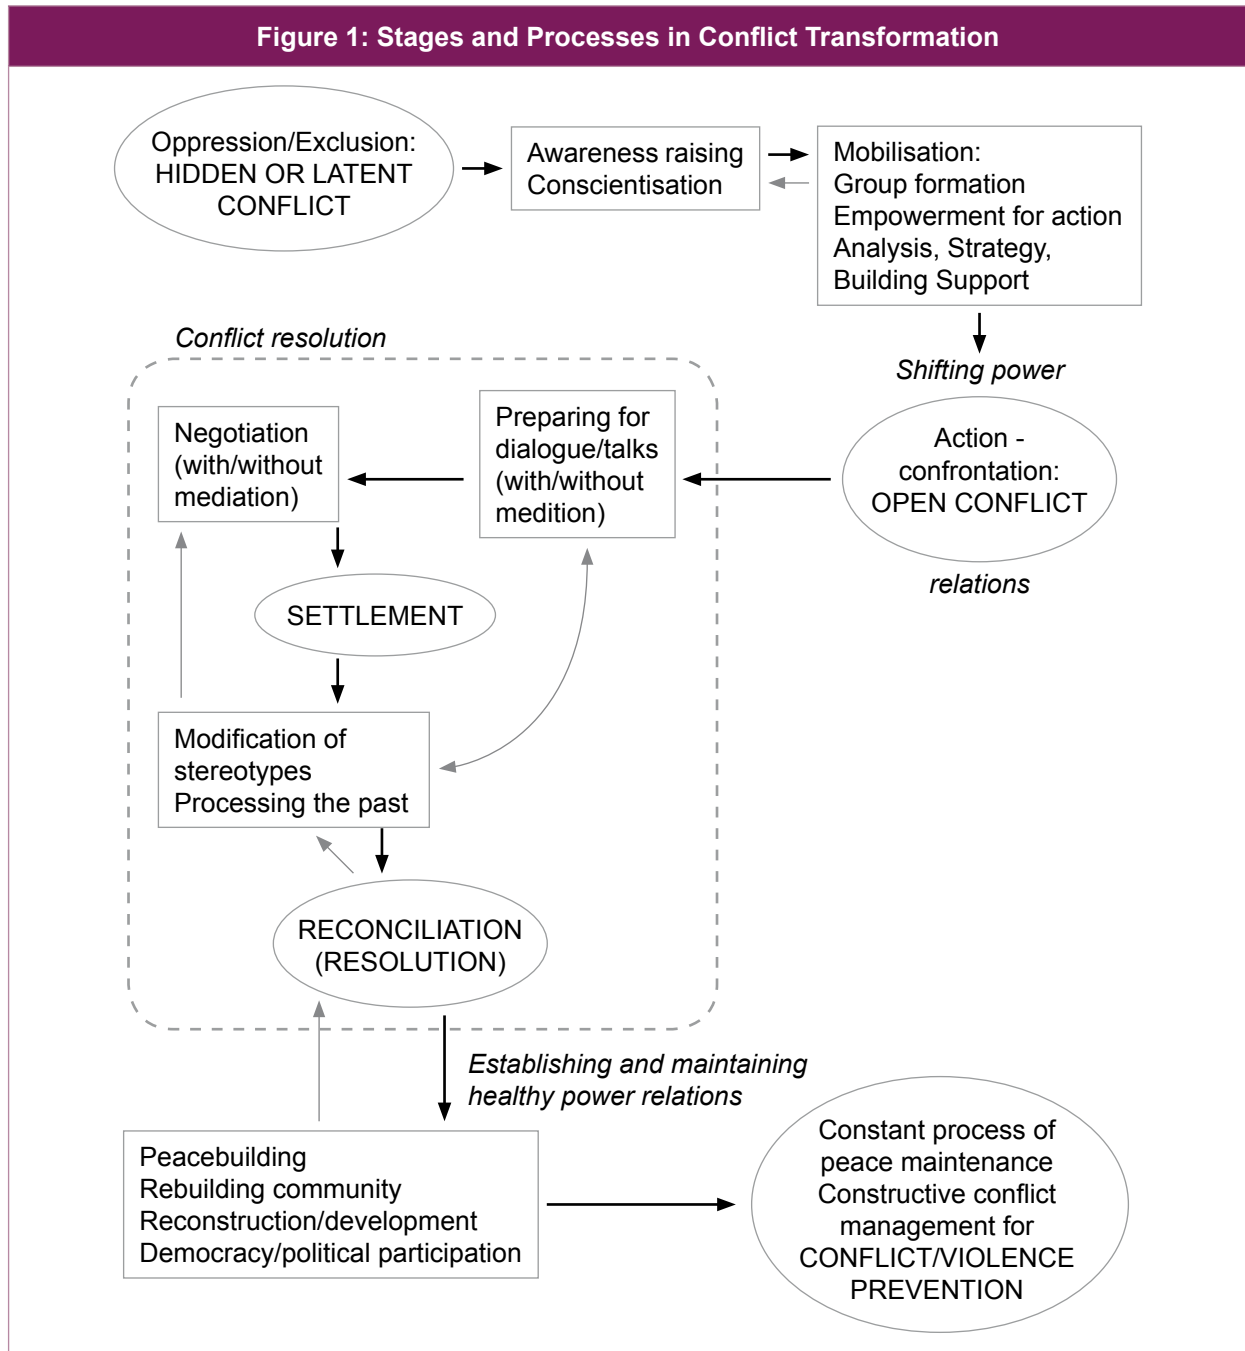 Figure 1: Stages and Processes in Conflict Transformation
Oppression/Exclusion:
HIDDEN OR LATENT
CONFLICT
Awareness raising
Conscientisation
Mobilisation:
Group formation
Empowerment for action
Analysis, Strategy,
Building Support
Shifting power
Action -
confrontation:
OPEN CONFLICT
relations
Conflict resolution
Preparing for
dialogue/talks
(with/without
medition)
Negotiation
(with/without
mediation)
SETTLEMENT
Modification of
stereotypes
Processing the past
RECONCILIATION
(RESOLUTION)
Establishing and maintaining
healthy power relations
Peacebuilding
Rebuilding community
Reconstruction/development
Democracy/political participation
Constant process of
peace maintenance
Constructive conflict
management for
CONFLICT/VIOLENCE
PREVENTION